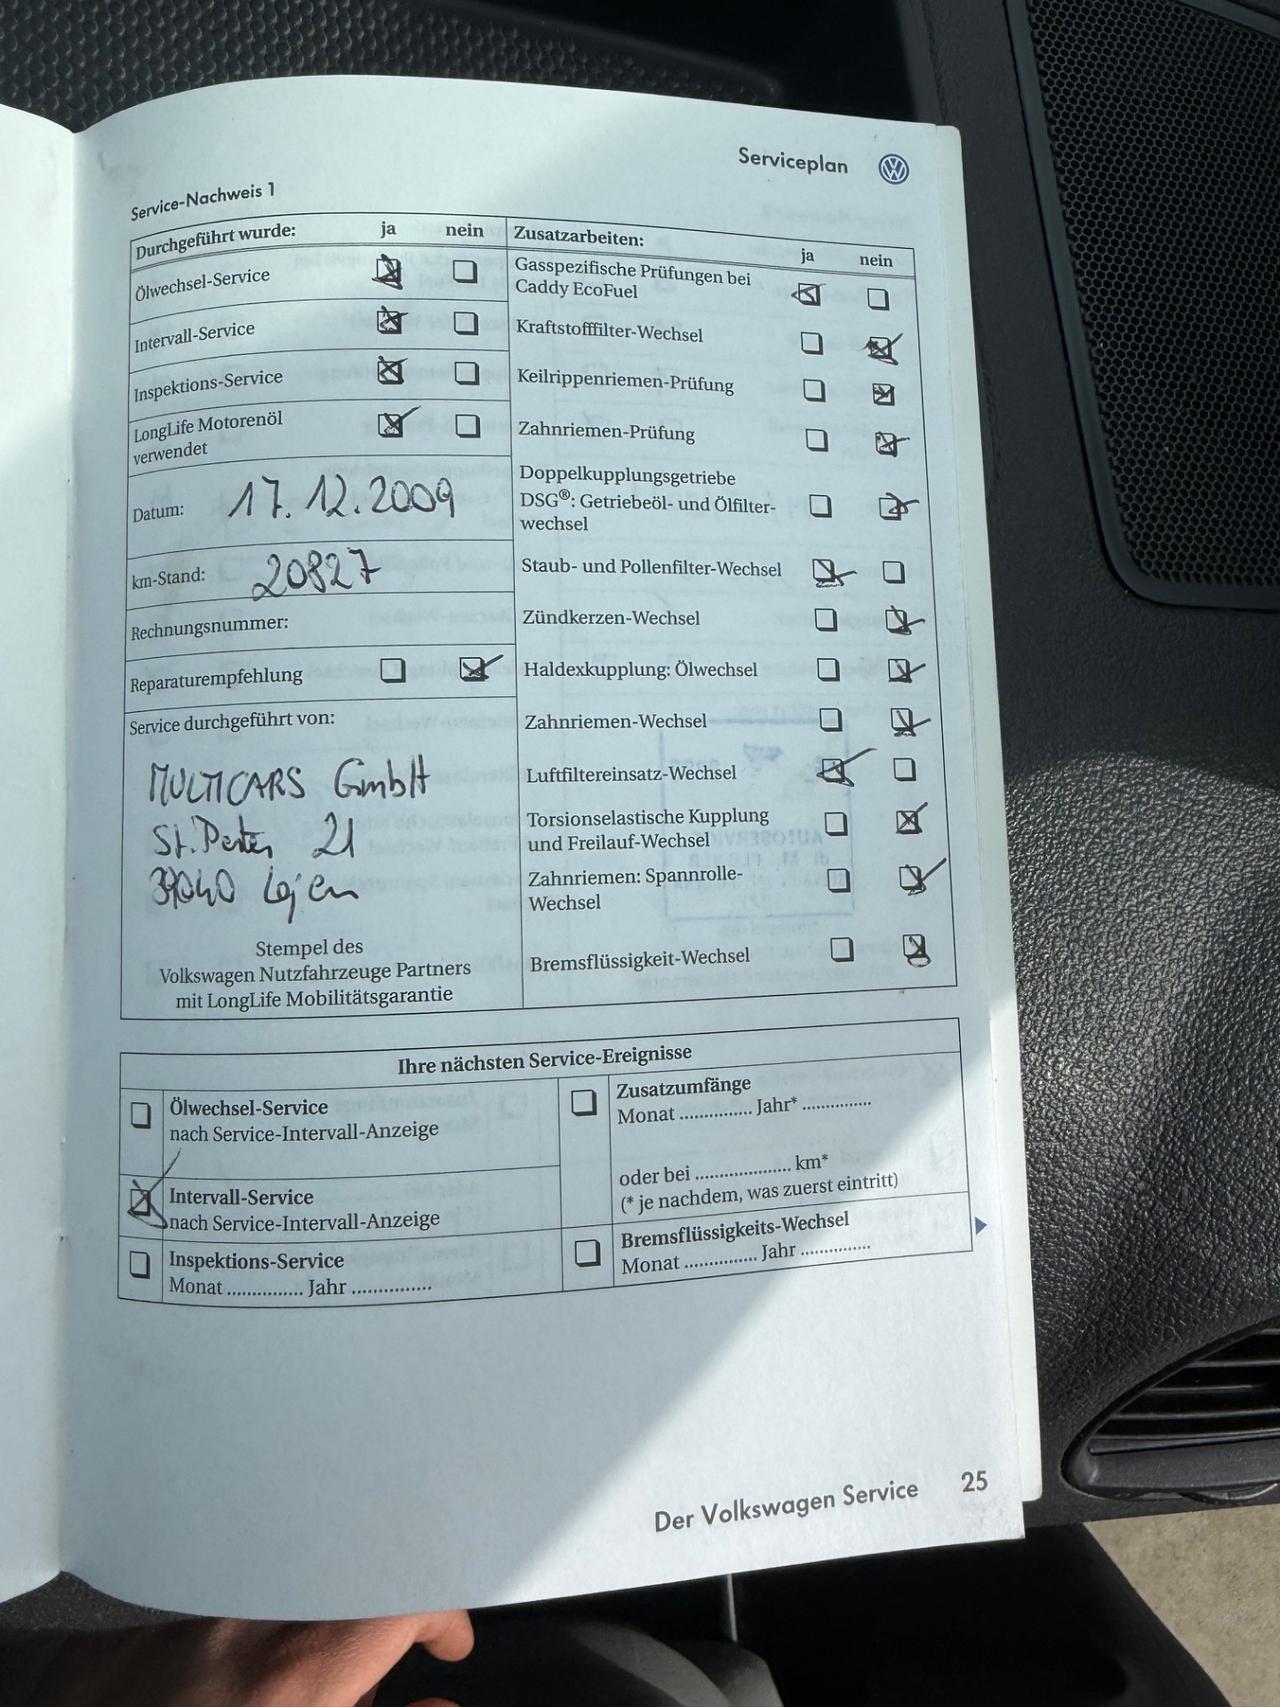 Serviceplan
Service-Nachweis 1
Durchgeführt wurde: ja nein
Ölwechsel-Service
Intervall-Service
Inspektions-Service
LongLife Motorenöl
verwendet
Datum: 17.12.2009
km-Stand: 20827
Rechnungsnummer:
Reparaturempfehlung
Service durchgeführt von:
MULTICARS GmbH
St. 21
39040
Stempel des
Volkswagen Nutzfahrzeuge Partners
mit LongLife Mobilitätsgarantie
Zusatzarbeiten: ja nein
Gasspezifische Prüfungen bei
Caddy EcoFuel
Kraftstofffilter-Wechsel
Keilrippenriemen-Prüfung
Zahnriemen-Prüfung
Doppelkupplungsgetriebe
DSG®: Getriebeöl- und Ölfilter-
wechsel
Staub- und Pollenfilter-Wechsel
Zündkerzen-Wechsel
Haldexkupplung: Ölwechsel
Zahnriemen-Wechsel
Luftfiltereinsatz-Wechsel
Torsionselastische Kupplung
und Freilauf-Wechsel
Zahnriemen: Spannrolle-
Wechsel
Bremsflüssigkeit-Wechsel
Ihre nächsten Service-Ereignisse
Ölwechsel-Service
nach Service-Intervall-Anzeige
Intervall-Service
nach Service-Intervall-Anzeige
Inspektions-Service
Monat ............... Jahr ...............
Zusatzumfänge
Monat .............. Jahr* ..............
oder bei ................... km*
(* je nachdem, was zuerst eintritt)
Bremsflüssigkeits-Wechsel
Monat .............. Jahr ..............
Der Volkswagen Service 25